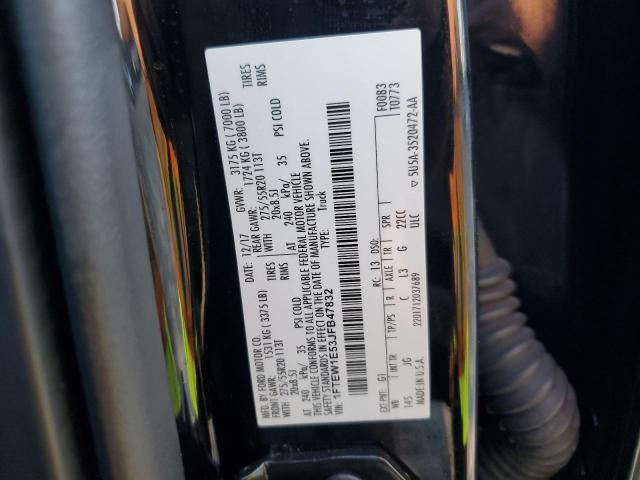 MFD. BY FORD MOTOR CO.
DATE: 12/17 GVWR: 3175 KG (7000 LB)
FRONT GAWR: 1531 KG (3375 LB) REAR GAWR: 1724 KG (3800 LB)
275/55R20 113T TIRES WITH 275/55R20 113T TIRES
20x8.5J RIMS 20x8.5J RIMS
AT 240 kPa/ 35 PSI COLD AT 240 kPa/ 35 PSI COLD
THIS VEHICLE CONFORMS TO ALL APPLICABLE FEDERAL MOTOR VEHICLE
SAFETY STANDARDS IN EFFECT ON THE DATE OF MANUFACTURE SHOWN ABOVE.
VIN: 1FTEW1E53JFB47832 TYPE: Truck
F0083
10773
EXT PNT: G1 RC: 13 DSO:
WB INT TR TP/PS R AXLE TR SPR
145 JG C L3 G 22CC
ULC
MADE IN U.S.A. 2201712037689
5U5A-3520472-AA